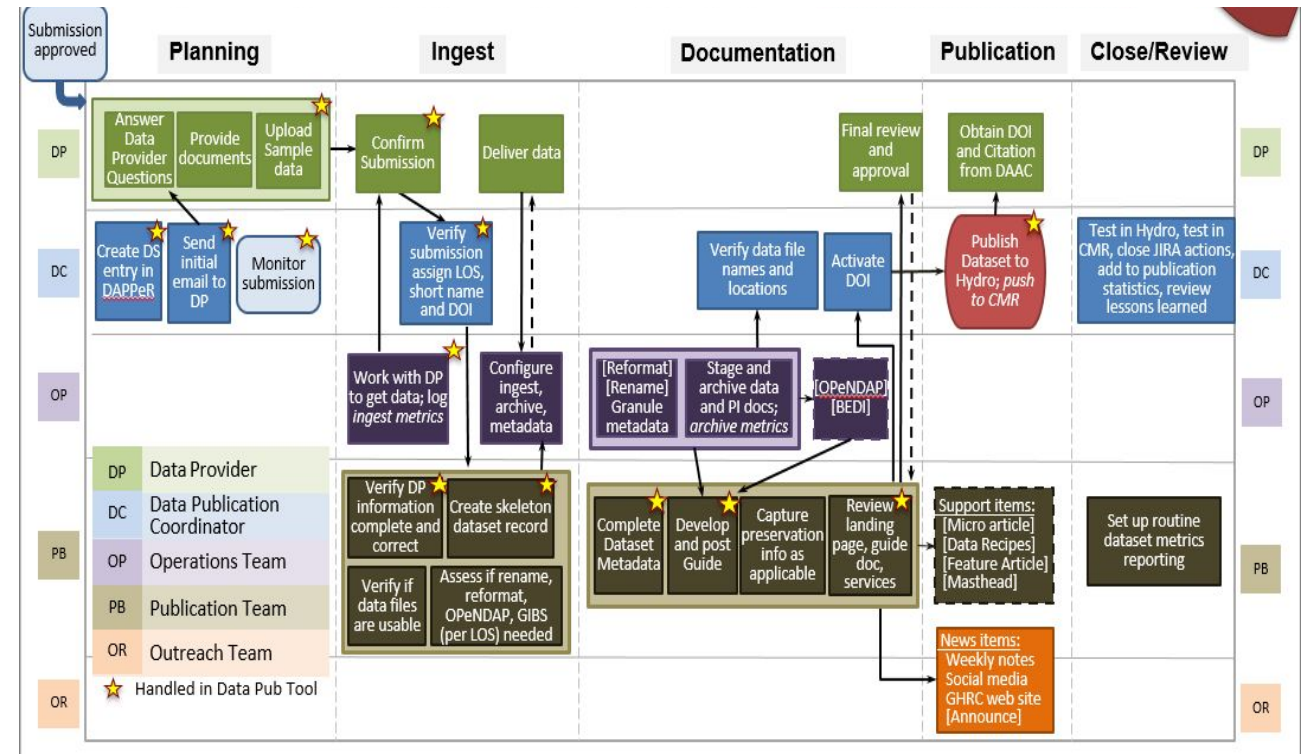 Submission
approved
Planning
Ingest
Documentation
Publication
Close/Review
DP
Answer
Data
Provider
Questions
Provide
documents
Upload
Sample
data
Confirm
Submission
Deliver data
Final review
and
approval
Obtain DOI
and Citation
from DAAC
DP
DC
Create DS
entry in
DAPPeR
Send
initial
email to
DP
Monitor
submission
Verify
submission
assign LOS,
short name
and DOI
Verify data file
names and
locations
Activate
DOI
Publish
Dataset to
Hydro; push
to CMR
Test in Hydro, test in
CMR, close JIRA actions,
add to publication
statistics, review
lessons learned
DC
OP
Work with DP
to get data; log
ingest metrics
Configure
ingest,
archive,
metadata
[Reformat]
[Rename]
Granule
metadata
Stage and
archive data
and PI docs;
archive metrics
[OPeNDAP]
[BEDI]
OP
DP Data Provider
DC Data Publication
Coordinator
OP Operations Team
PB Publication Team
OR Outreach Team
Handled in Data Pub Tool
PB
Verify DP
information
complete and
correct
Create skeleton
dataset record
Verify if
data files
are usable
Assess if rename,
reformat,
OPeNDAP, GIBS
(per LOS) needed
Complete
Dataset
Metadata
Develop
and post
Guide
Capture
preservation
info as
applicable
Review
landing
page, guide
doc,
services
Support items:
[Micro article]
[Data Recipes]
[Feature Article]
[Masthead]
Set up routine
dataset metrics
reporting
PB
OR
News items:
Weekly notes
Social media
GHRC web site
[Announce]
OR